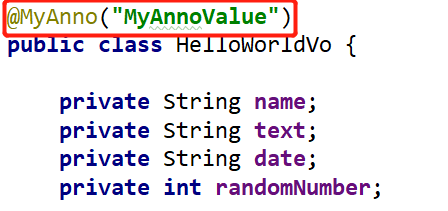 @MyAnno("MyAnnoValue")
public class HelloWorldVo {
private String name;
private String text;
private String date;
private int randomNumber;